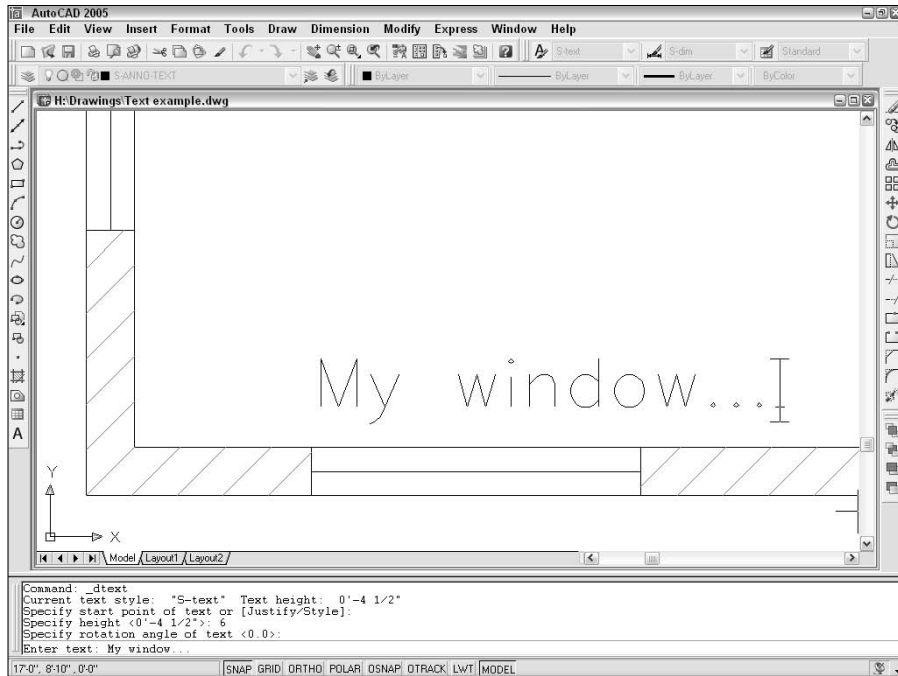 AutoCAD 2005
File Edit View Insert Format Tools Draw Dimension Modify Express Window Help
S-text S-dim Standard
S-ANNO-TEXT ByLayer ByLayer ByLayer ByColor
H:\Drawings\Text example.dwg
A
My window...
Y
X
Model Layout1 Layout2
Command: _dtext
Current text style: "S-text" Text height: 0'-4 1/2"
Specify start point of text or [Justify/Style]:
Specify height <0'-4 1/2">: 6
Specify rotation angle of text <0.0>:
Enter text: My window...
17'-0", 8'-10", 0'-0" SNAP GRID ORTHO POLAR OSNAP OTRACK LWT MODEL